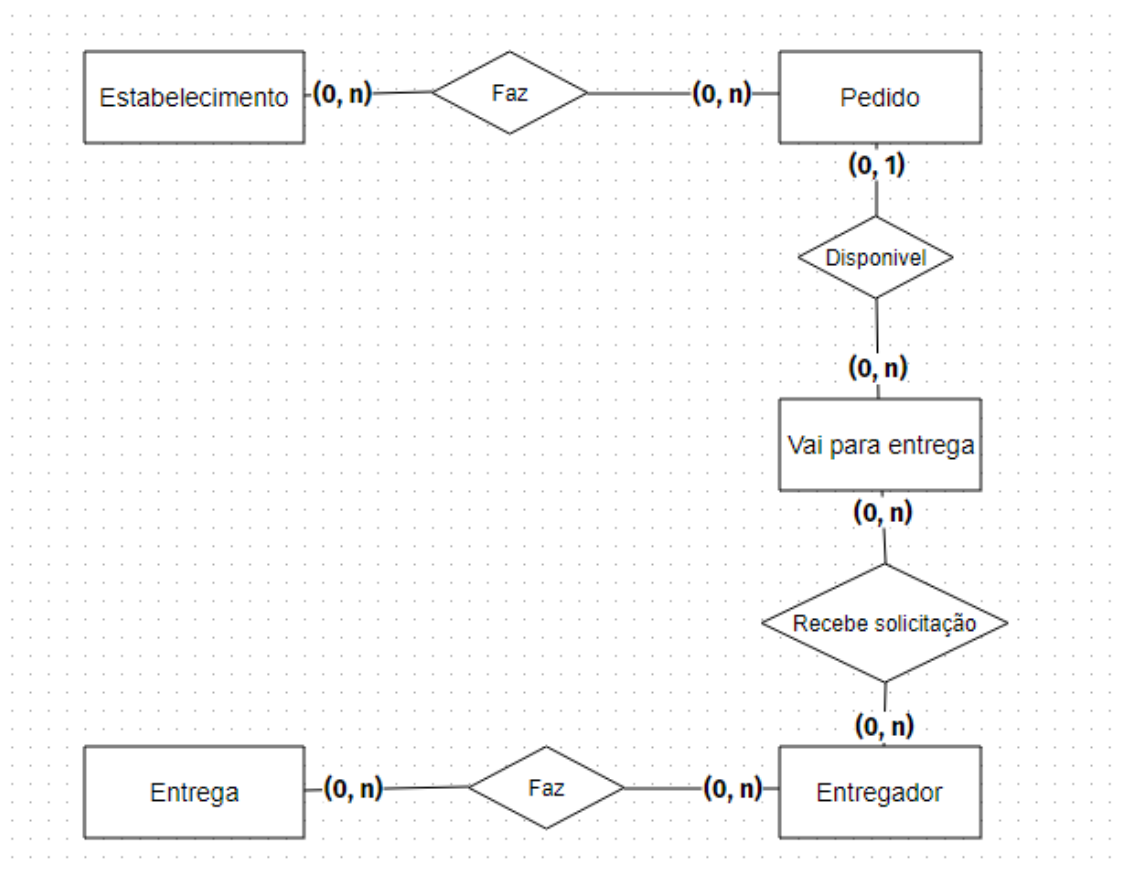 Estabelecimento (0, n) Faz (0, n) Pedido
(0, 1)
Disponivel
(0, n)
Vai para entrega
(0, n)
Recebe solicitação
(0, n)
Entrega (0, n) Faz (0, n) Entregador